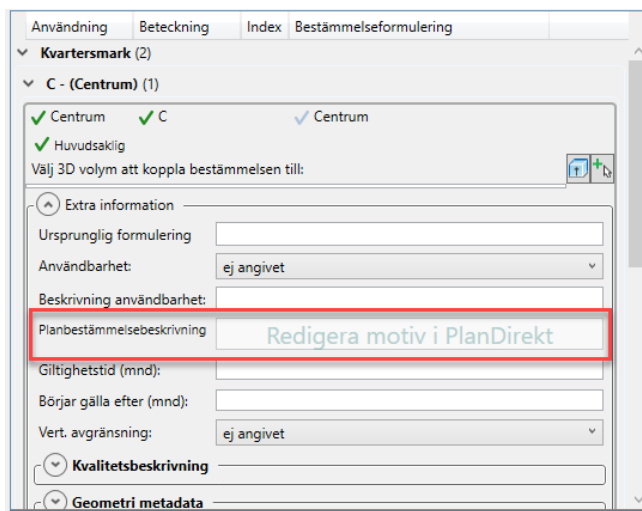 Användning Beteckning Index Bestämmelseformulering
Kvartersmark (2)
C - (Centrum) (1)
Centrum C Centrum
Huvudsaklig
Välj 3D volym att koppla bestämmelsen till:
Extra information
Ursprunglig formulering
Användbarhet: ej angivet
Beskrivning användbarhet:
Planbestämmelsebeskrivning Redigera motiv i PlanDirekt
Giltighetstid (mnd):
Börjar gälla efter (mnd):
Vert. avgränsning: ej angivet
Kvalitetsbeskrivning
Geometri metadata